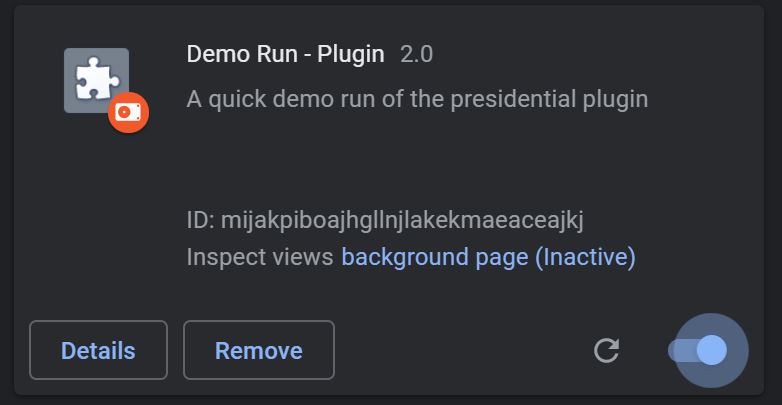 Demo Run - Plugin 2.0
A quick demo run of the presidential plugin
ID: mijakpiboajhgllnjlakekmaeaceajkj
Inspect views background page (Inactive)
Details Remove